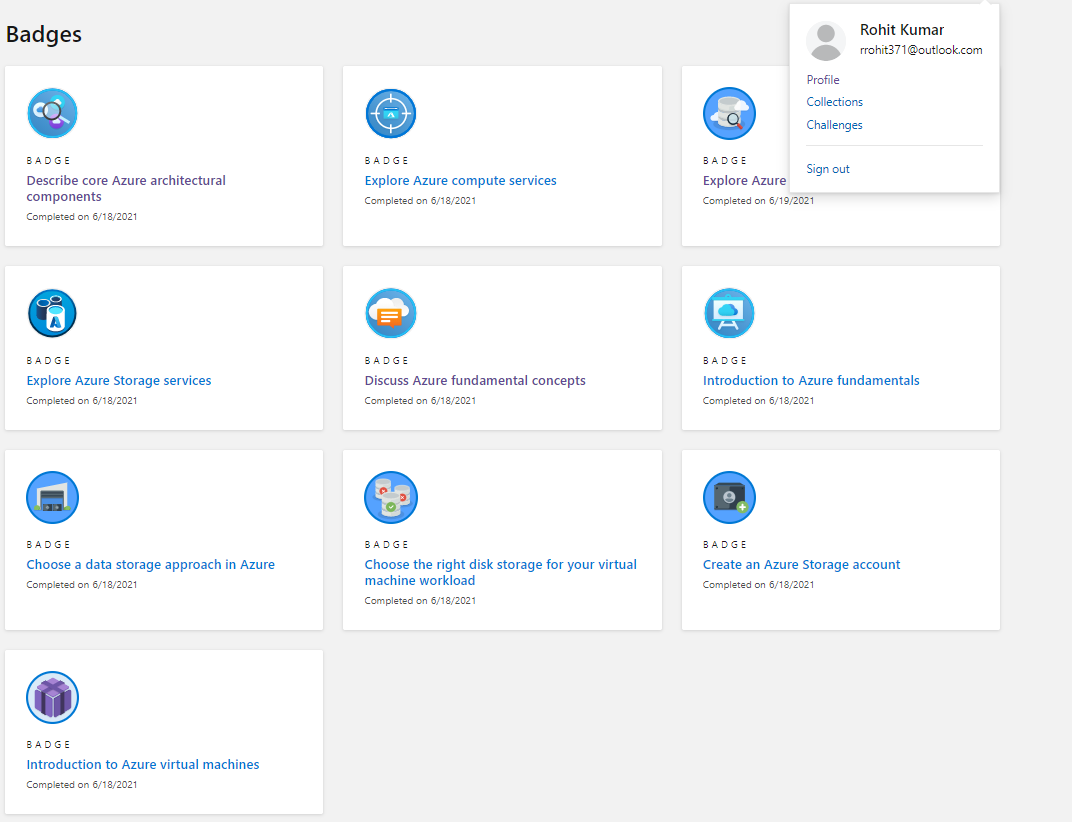 Badges
Rohit Kumar
rrohit371@outlook.com
Profile
Collections
Challenges
Sign out
BADGE
Describe core Azure architectural
components
Completed on 6/18/2021
BADGE
Explore Azure compute services
Completed on 6/18/2021
BADGE
Explore Azure
Completed on 6/19/2021
BADGE
Explore Azure Storage services
Completed on 6/18/2021
BADGE
Discuss Azure fundamental concepts
Completed on 6/18/2021
BADGE
Introduction to Azure fundamentals
Completed on 6/18/2021
BADGE
Choose a data storage approach in Azure
Completed on 6/18/2021
BADGE
Choose the right disk storage for your virtual
machine workload
Completed on 6/18/2021
BADGE
Create an Azure Storage account
Completed on 6/18/2021
BADGE
Introduction to Azure virtual machines
Completed on 6/18/2021